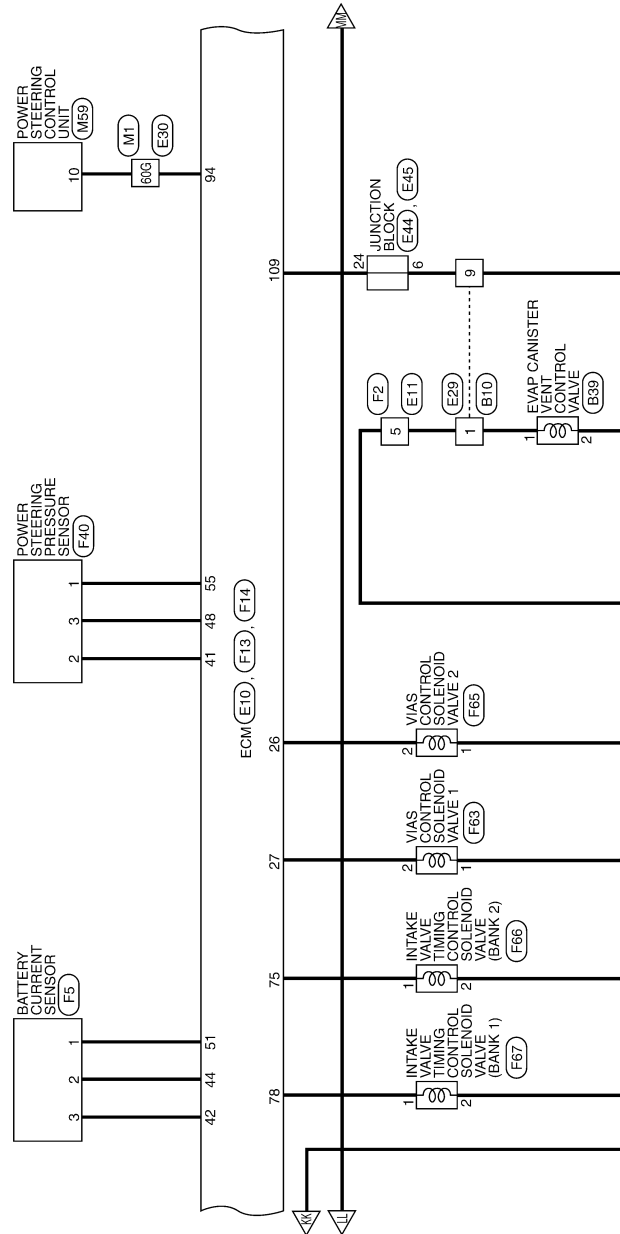 BATTERY
CURRENT
SENSOR
F5
3 2 1
42 44 51
POWER
STEERING
PRESSURE
SENSOR
F40
2 3 1
41 48 55
POWER
STEERING
CONTROL
UNIT
M59
10
60G
M1
E30
94
ECM E10 , F13 , F14
78 75 27 26 109
KK
LL
MM
INTAKE
VALVE
TIMING
CONTROL
SOLENOID
VALVE
(BANK 1)
F67
1
2
INTAKE
VALVE
TIMING
CONTROL
SOLENOID
VALVE
(BANK 2)
F66
1
2
VIAS
CONTROL
SOLENOID
VALVE 1
F63
2
1
VIAS
CONTROL
SOLENOID
VALVE 2
F65
2
1
5
F2
E11
1
E29
B10
EVAP CANISTER
VENT
CONTROL
VALVE
B39
1
2
JUNCTION
BLOCK
E44 , E45
24
6
9